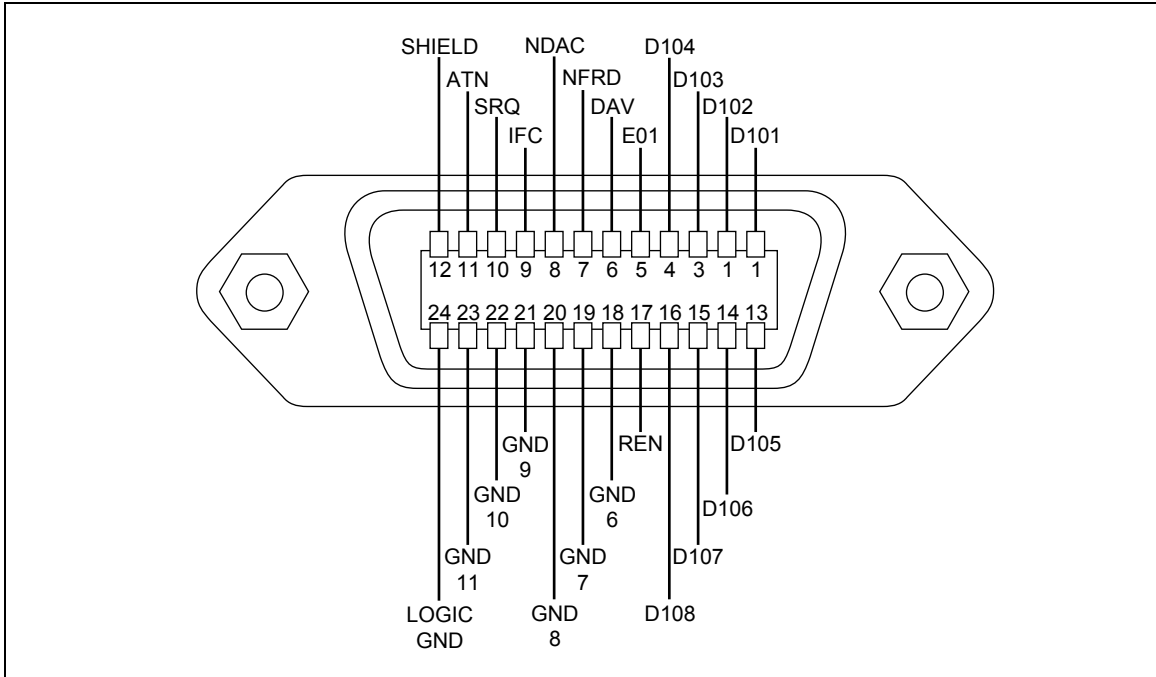 SHIELD NDAC D104
ATN NFRD D103
SRQ DAV D102
IFC E01 D101
12 11 10 9 8 7 6 5 4 3 1 1
24 23 22 21 20 19 18 17 16 15 14 13
GND
9
REN
D105
GND
10
GND
6
D106
GND
11
GND
7
D107
LOGIC
GND
GND
8
D108